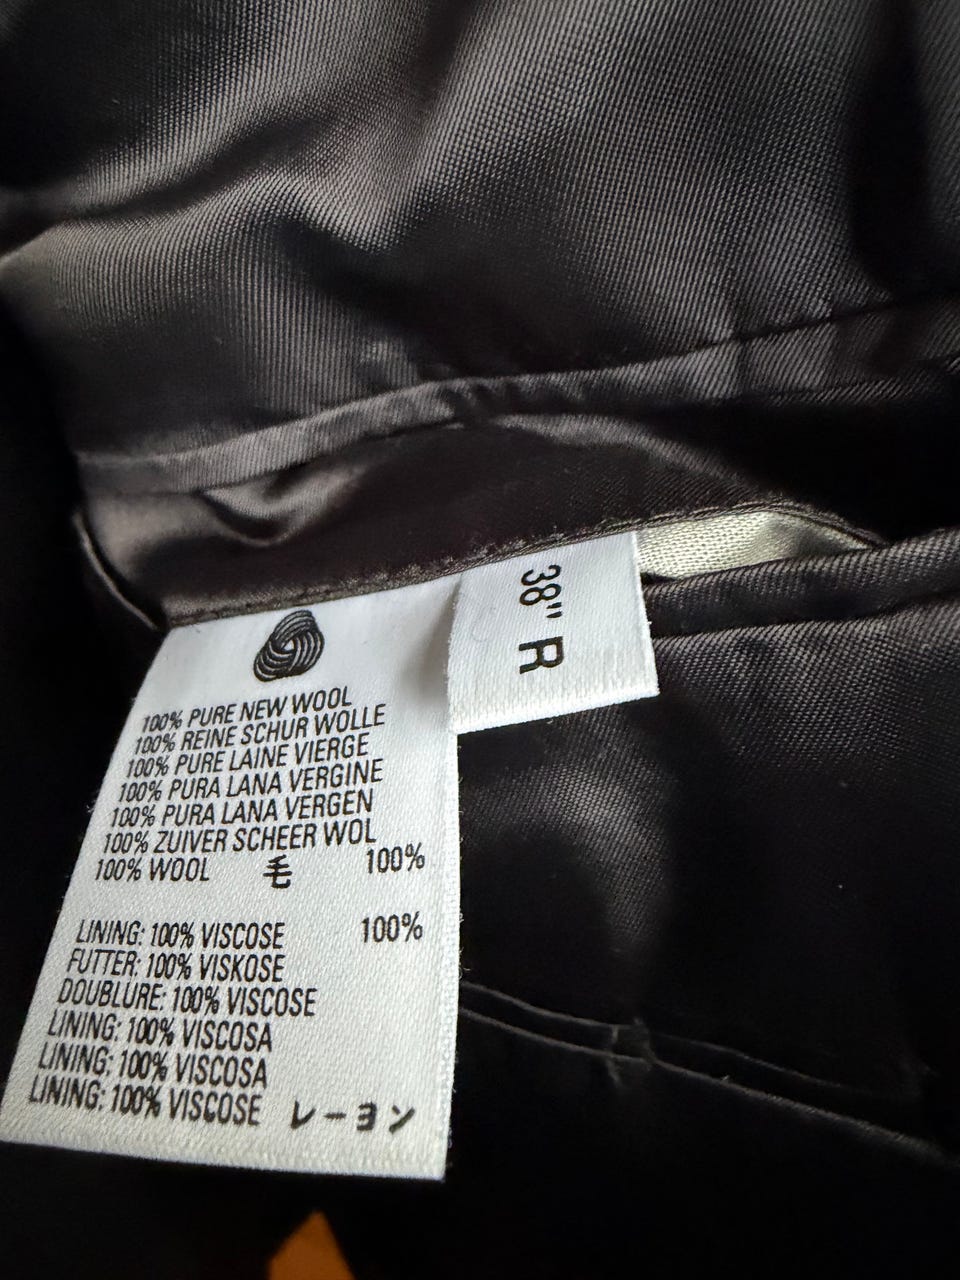 38" R
100% PURE NEW WOOL
100% REINE SCHUR WOLLE
100% PURE LAINE VIERGE
100% PURA LANA VERGINE
100% PURA LANA VERGEN
100% ZUIVER SCHEER WOL
100% WOOL 毛 100%
LINING: 100% VISCOSE 100%
FUTTER: 100% VISKOSE
DOUBLURE: 100% VISCOSE
LINING: 100% VISCOSA
LINING: 100% VISCOSA
LINING: 100% VISCOSE レーヨン